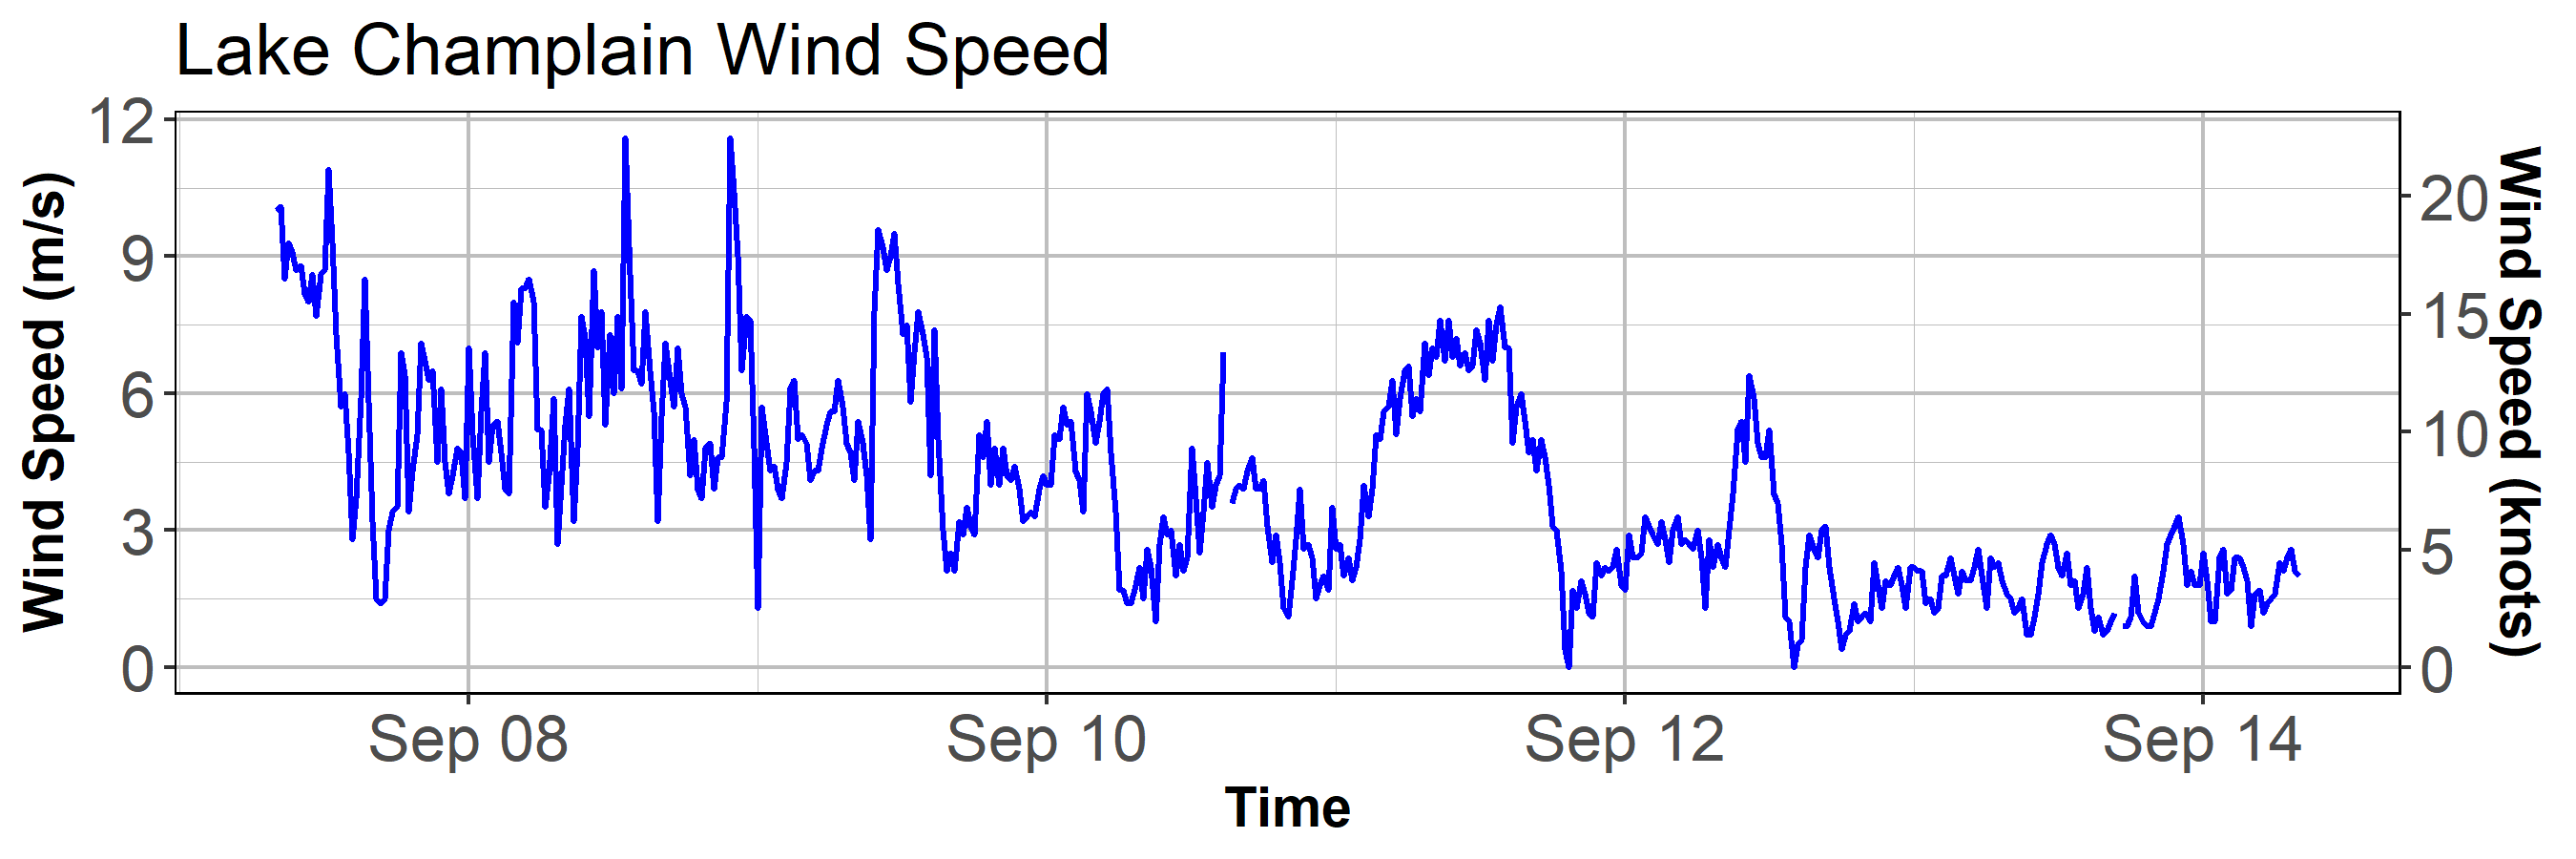 Lake Champlain Wind Speed
Wind Speed (m/s)
12
9
6
3
0
20
15
10
5
0
Wind Speed (knots)
Sep 08
Sep 10
Sep 12
Sep 14
Time